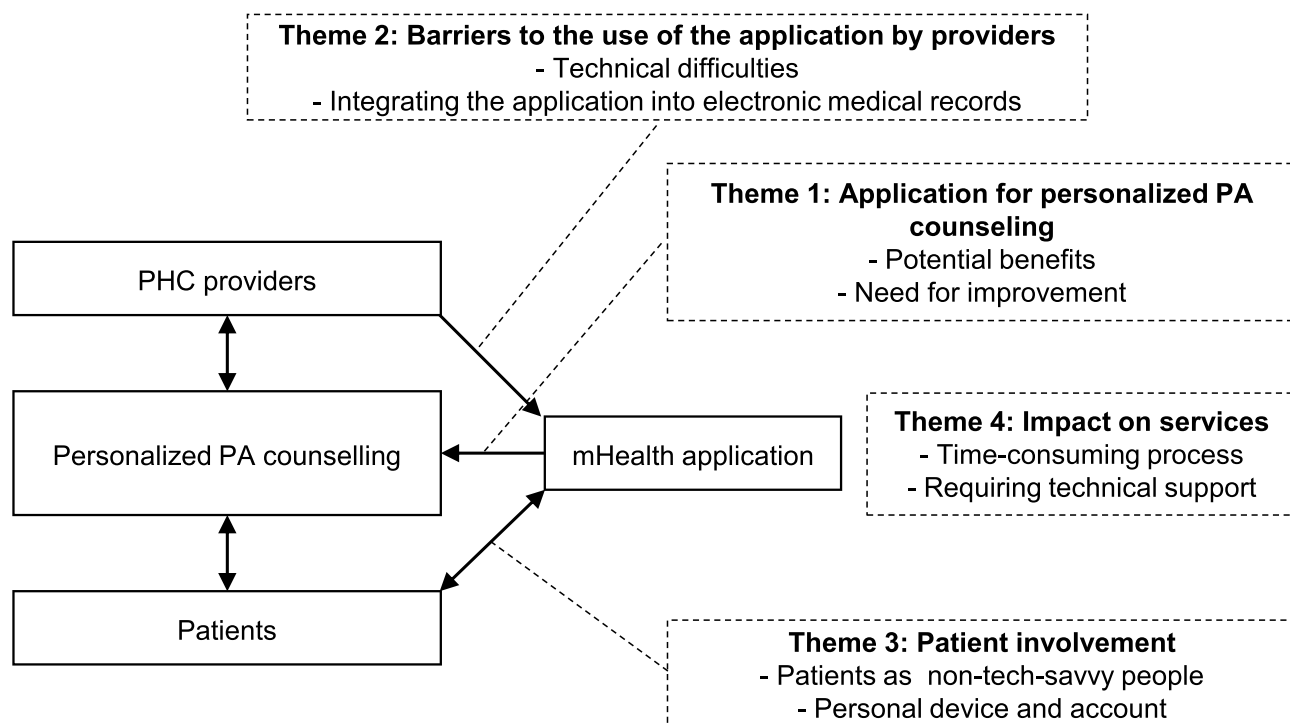 Theme 2: Barriers to the use of the application by providers
- Technical difficulties
- Integrating the application into electronic medical records
Theme 1: Application for personalized PA
counseling
- Potential benefits
- Need for improvement
PHC providers
Personalized PA counselling
mHealth application
Theme 4: Impact on services
- Time-consuming process
- Requiring technical support
Patients
Theme 3: Patient involvement
- Patients as  non-tech-savvy people
- Personal device and account